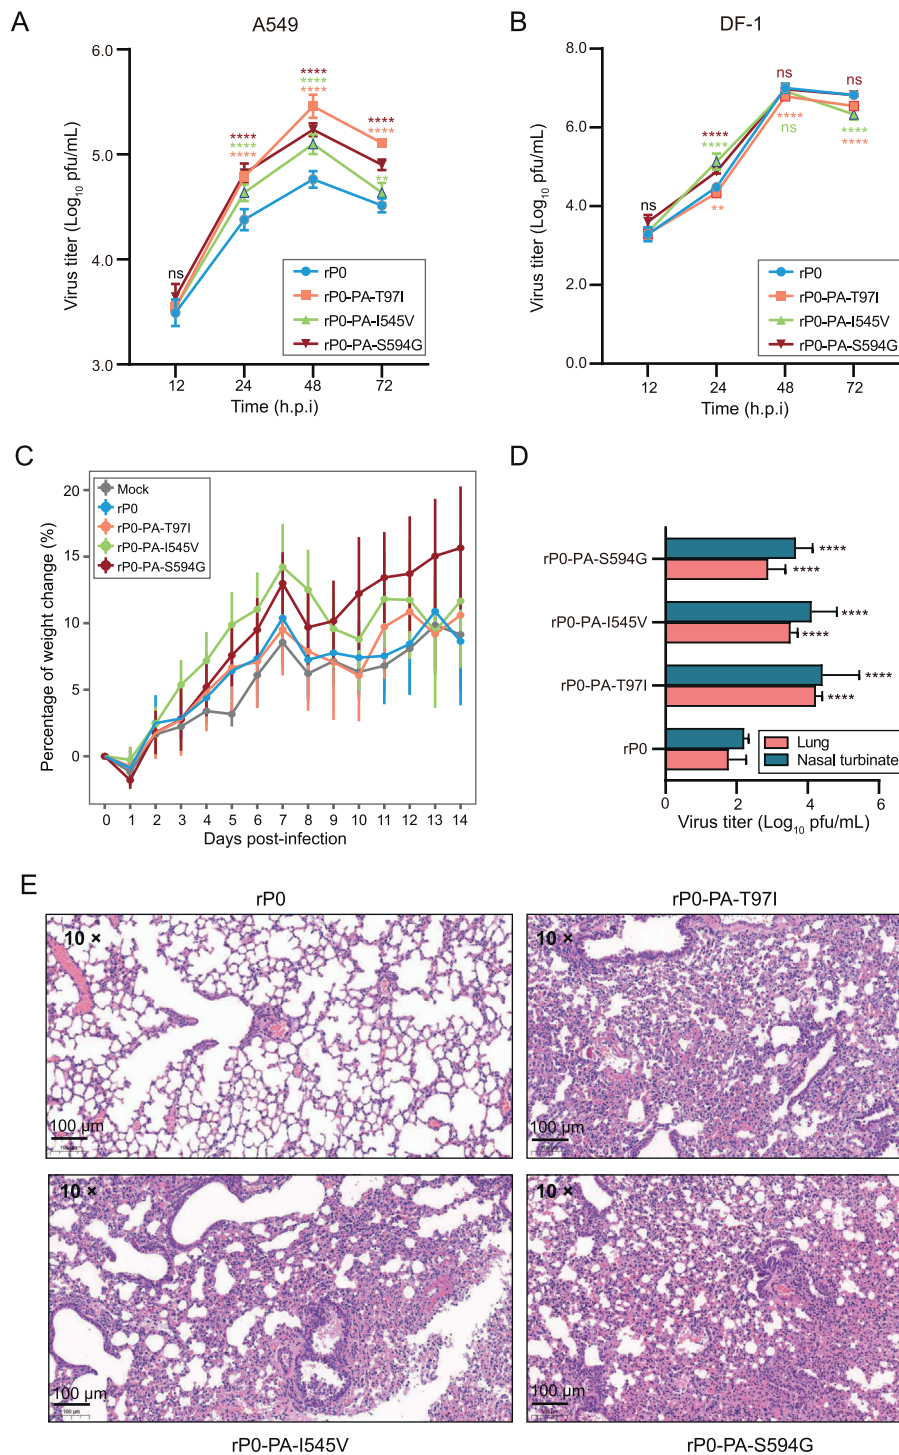 A
A549
Virus titer (Log10 pfu/mL)
6.0
5.0
4.0
3.0
****
****
****
****
****
****
****
****
**
ns
rP0
rP0-PA-T97I
rP0-PA-I545V
rP0-PA-S594G
12 24 48 72
Time (h.p.i)
B
DF-1
Virus titer (Log10 pfu/mL)
8.0
6.0
4.0
2.0
0.0
ns
ns
****
ns
****
****
****
****
**
ns
rP0
rP0-PA-T97I
rP0-PA-I545V
rP0-PA-S594G
12 24 48 72
Time (h.p.i)
C
Percentage of weight change (%)
20
15
10
5
0
Mock
rP0
rP0-PA-T97I
rP0-PA-I545V
rP0-PA-S594G
0 1 2 3 4 5 6 7 8 9 10 11 12 13 14
Days post-infection
D
rP0-PA-S594G
****
****
rP0-PA-I545V
****
****
rP0-PA-T97I
****
****
rP0
Lung
Nasal turbinate
0 2 4 6
Virus titer (Log10 pfu/mL)
E
rP0
rP0-PA-T97I
10 ×
10 ×
100 µm
100 µm
10 ×
10 ×
100 µm
100 µm
rP0-PA-I545V
rP0-PA-S594G